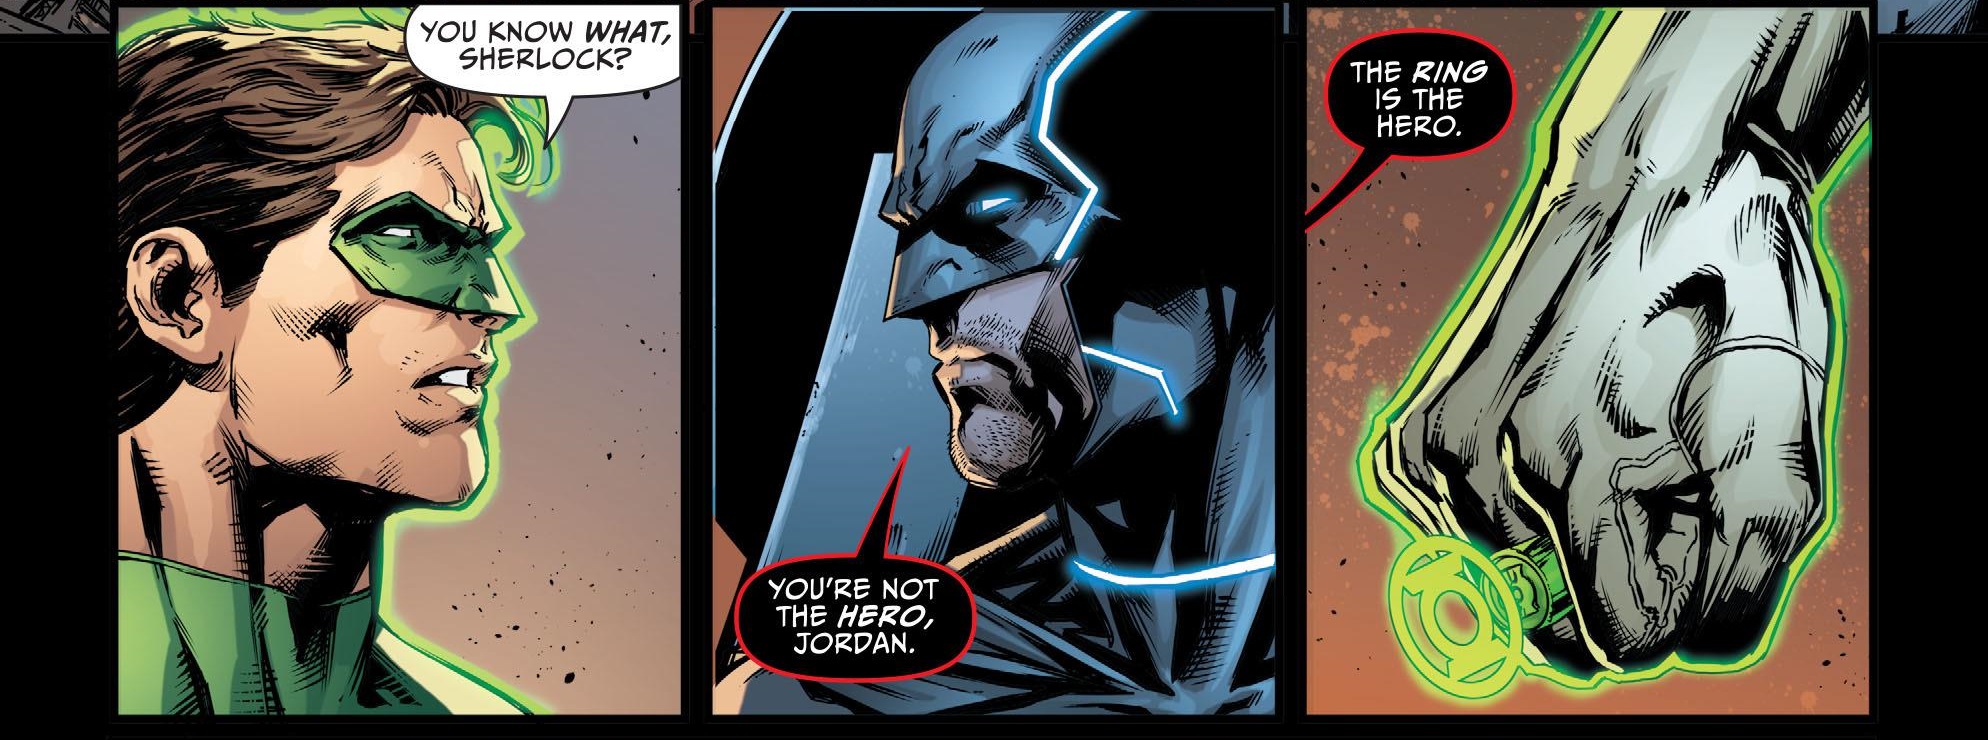 YOU KNOW WHAT,
SHERLOCK?
YOU'RE NOT
THE HERO,
JORDAN.
THE RING
IS THE
HERO.